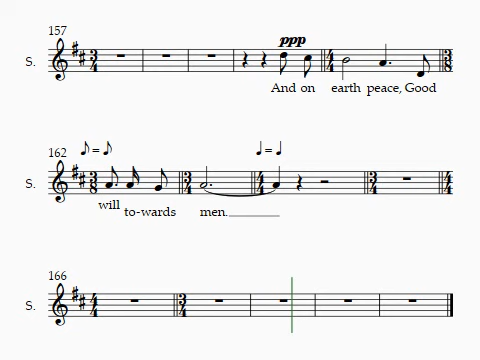 157
ppp
S.
And on earth peace, Good
162
♪ = ♪ ♩ = ♩
S.
will to-wards men.
166
S.